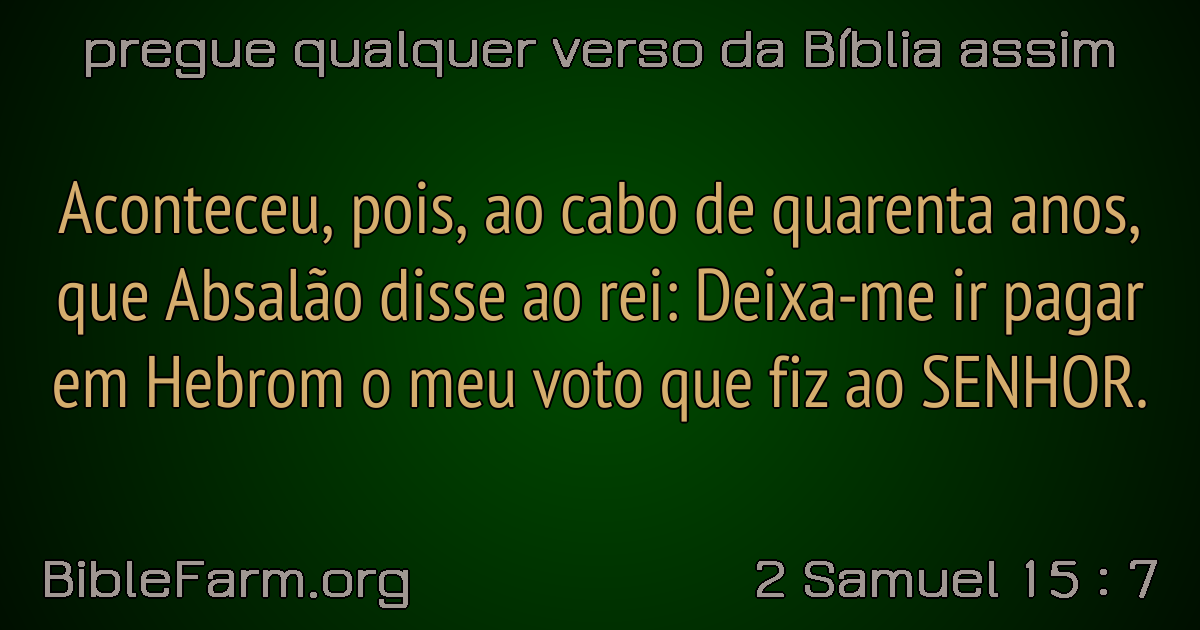 pregue qualquer verso da Bíblia assim
Aconteceu, pois, ao cabo de quarenta anos,
que Absalão disse ao rei: Deixa-me ir pagar
em Hebrom o meu voto que fiz ao SENHOR.
BibleFarm.org
2 Samuel 15 : 7